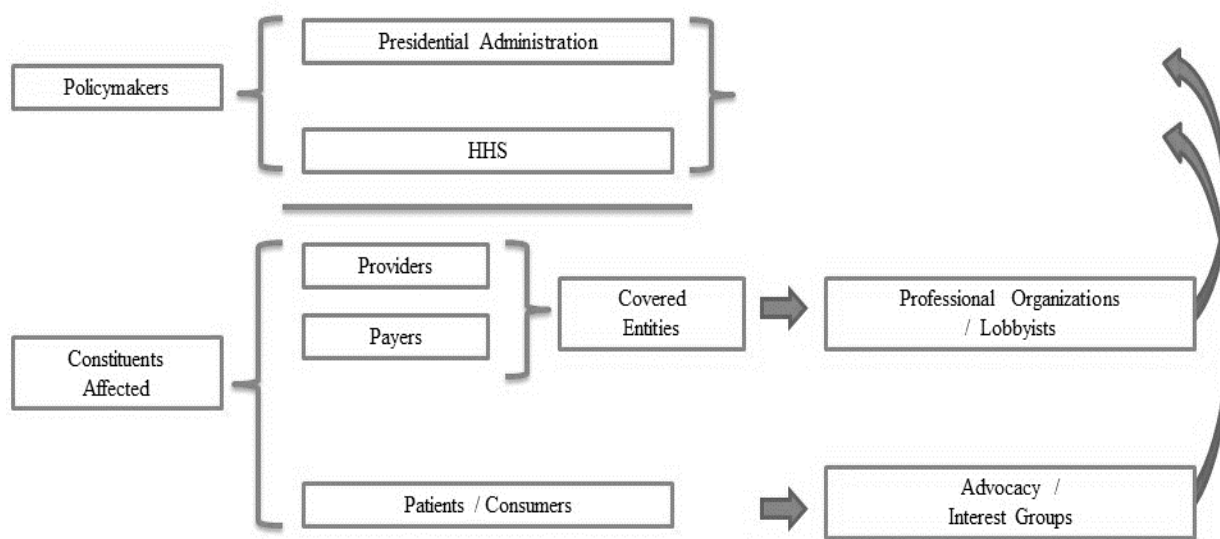 Presidential Administration
Policymakers
HHS
Providers
Covered
Entities
Professional Organizations
/ Lobbyists
Payers
Constituents
Affected
Patients / Consumers
Advocacy /
Interest Groups